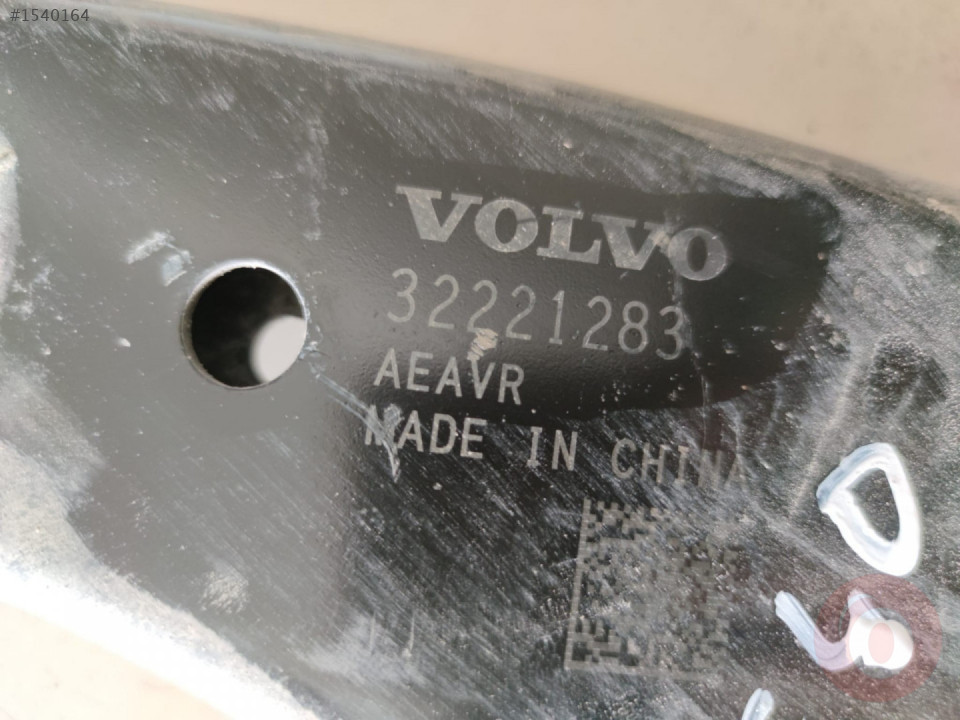 #1540164
VOLVO
32221283
AEAVR
MADE IN CHINA